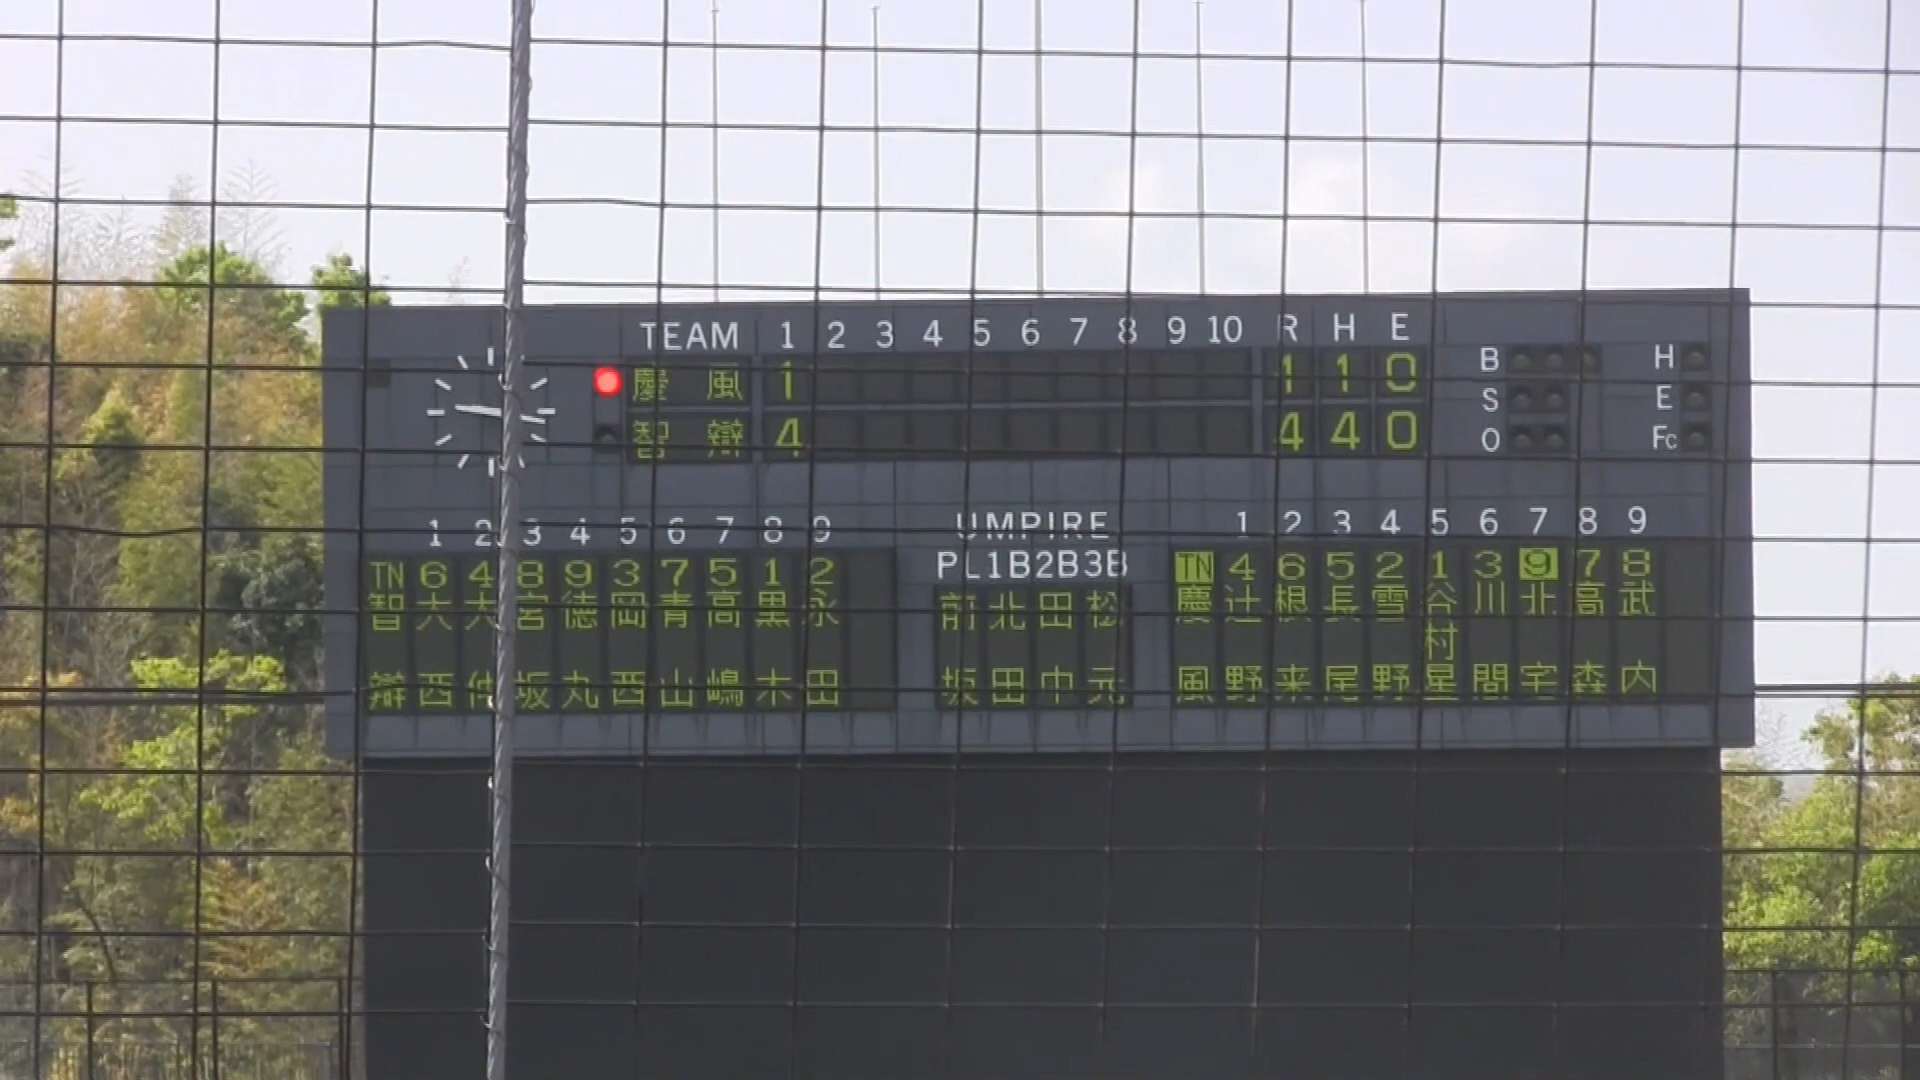 TEAM 1 2 3 4 5 6 7 8 9 10 R H E
慶風 1 1 1 0
智辯 4 4 4 0
B H
S E
O Fc
1 2 3 4 5 6 7 8 9
TN 6 4 8 9 3 7 5 1 2
智辯 大西 大仲 宮坂 徳丸 岡西 青山 高嶋 黒木 永田
UMPIRE
PL 1B 2B 3B
前坂 北田 田中 松元
1 2 3 4 5 6 7 8 9
TN 4 6 5 2 1 3 9 7 8
慶風 辻野 根来 長尾 雪野 谷村星 川間 北宅 高森 武内